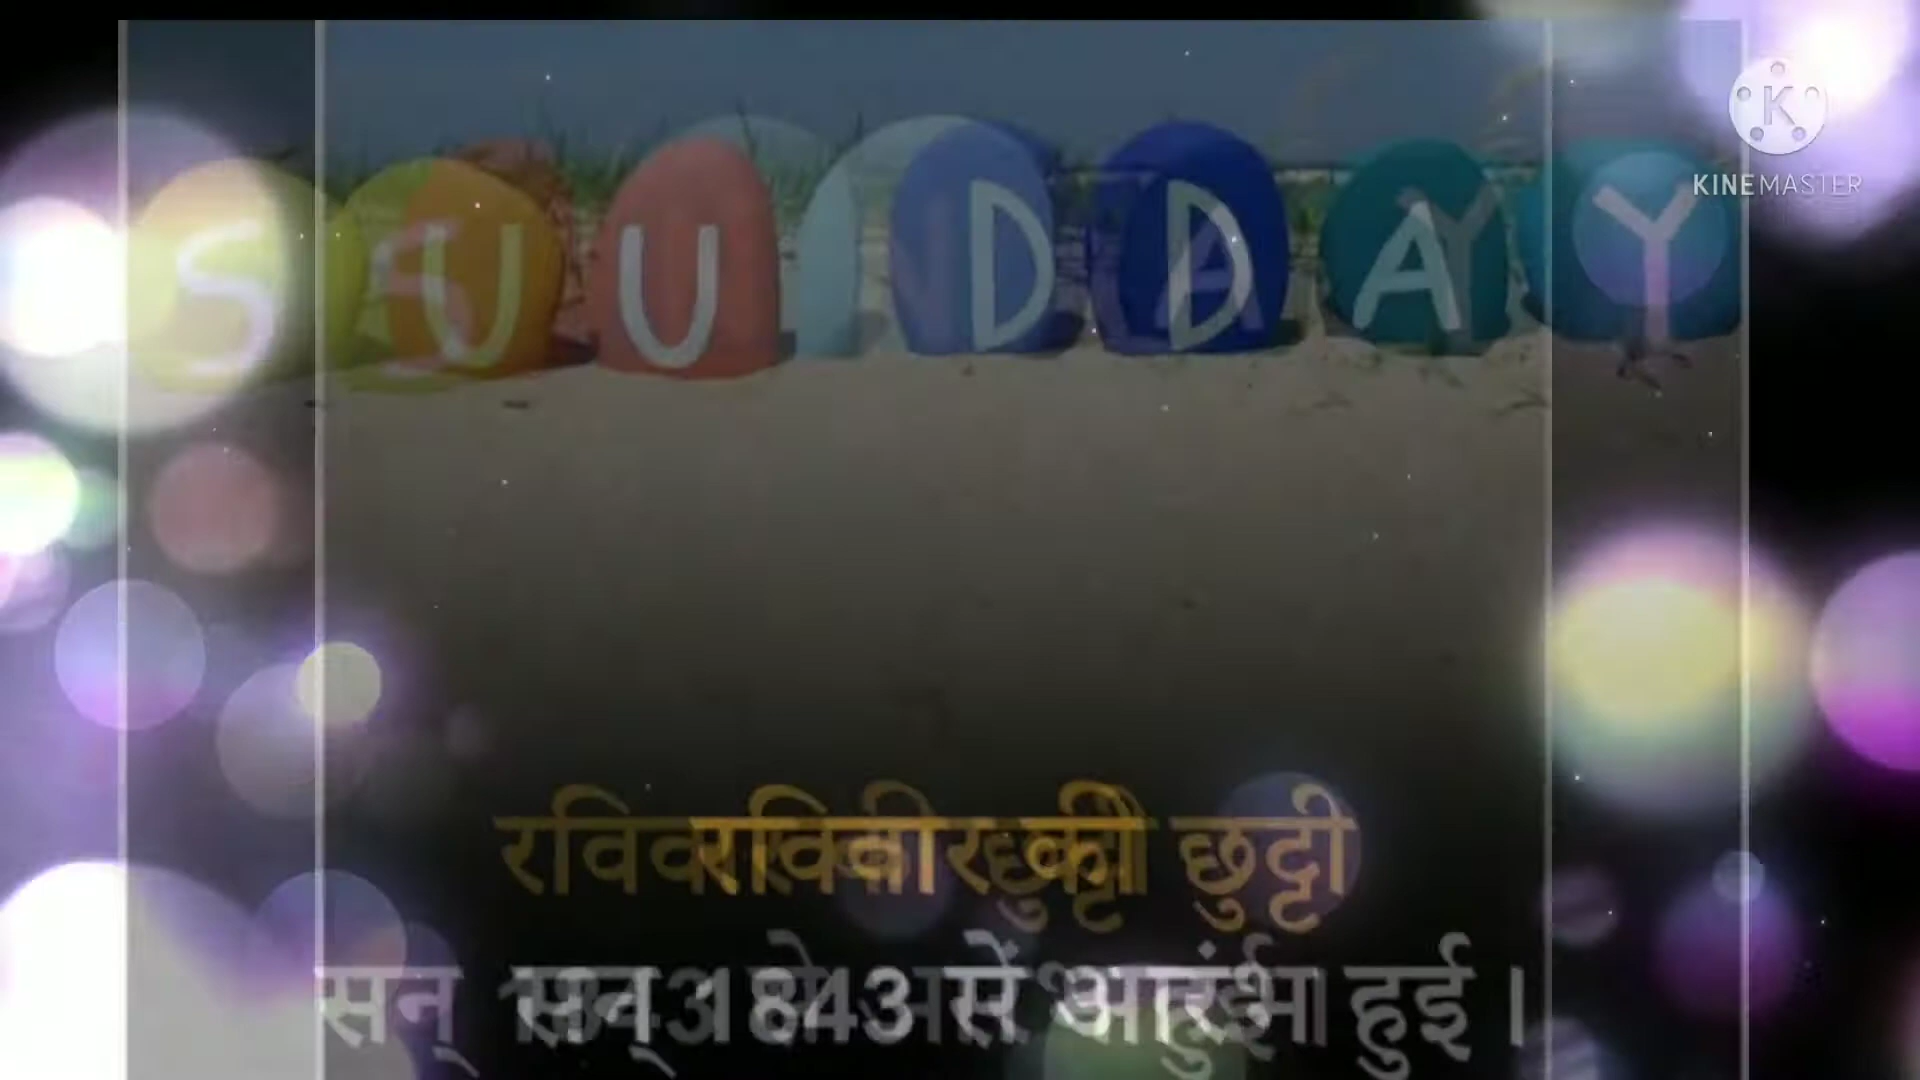 SUNDAY
KINEMASTER
रविवार की छुट्टी
सन् 1843 से आरंभ हुई ।